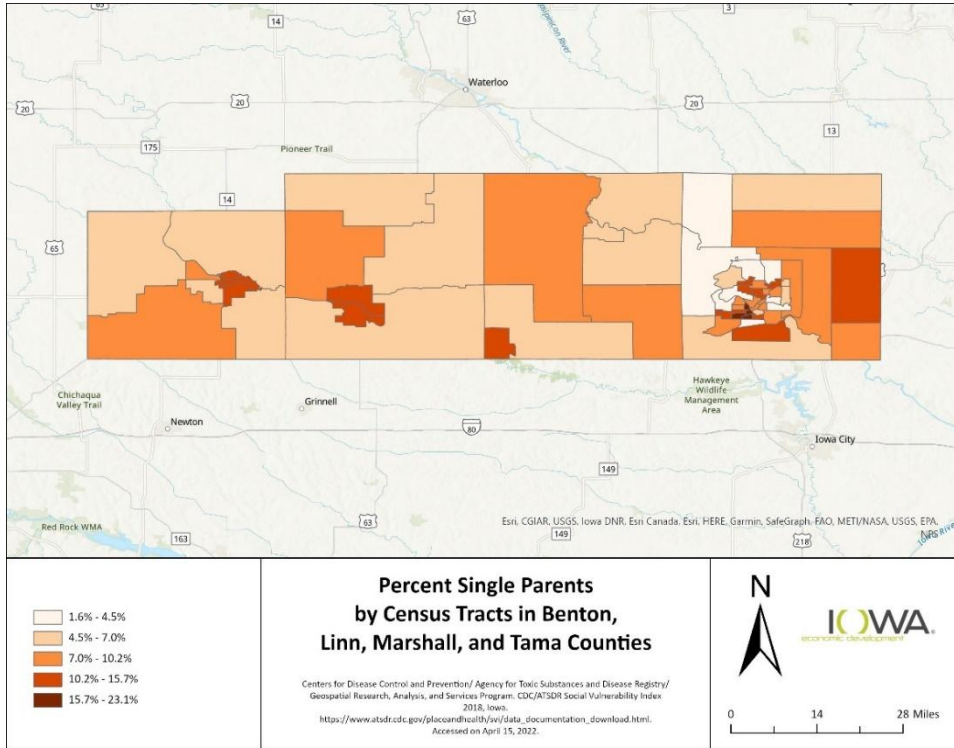 65
63
14
3
Waterloo
20
20
20
13
175
Pioneer Trail
14
65
Chichaqua
Valley Trail
Grinnell
Newton
Hawkeye
Wildlife
Management
Area
80
Iowa City
149
Red Rock WMA
63
163
149
218
Esri, CGIAR, USGS, Iowa DNR, Esri Canada, Esri, HERE, Garmin, SafeGraph, FAO, METI/NASA, USGS, EPA,
NPS
1.6% - 4.5%
4.5% - 7.0%
7.0% - 10.2%
10.2% - 15.7%
15.7% - 23.1%
Percent Single Parents
by Census Tracts in Benton,
Linn, Marshall, and Tama Counties
Centers for Disease Control and Prevention/ Agency for Toxic Substances and Disease Registry/
Geospatial Research, Analysis, and Services Program. CDC/ATSDR Social Vulnerability Index
2018, Iowa.
https://www.atsdr.cdc.gov/placeandhealth/svi/data_documentation_download.html.
Accessed on April 15, 2022.
N
IOWA®
economic development
0 14 28 Miles